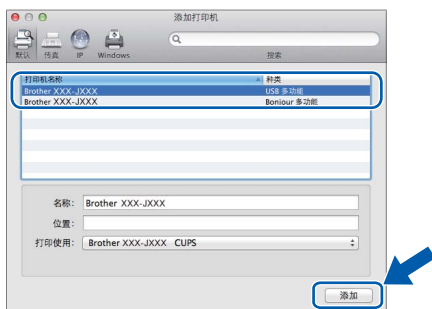 添加打印机
默认 传真 IP Windows 搜索
打印机名称 种类
Brother XXX-JXXX USB 多功能
Brother XXX-JXXX Bonjour 多功能
名称: Brother XXX-JXXX
位置:
打印使用: Brother XXX-JXXX CUPS
添加